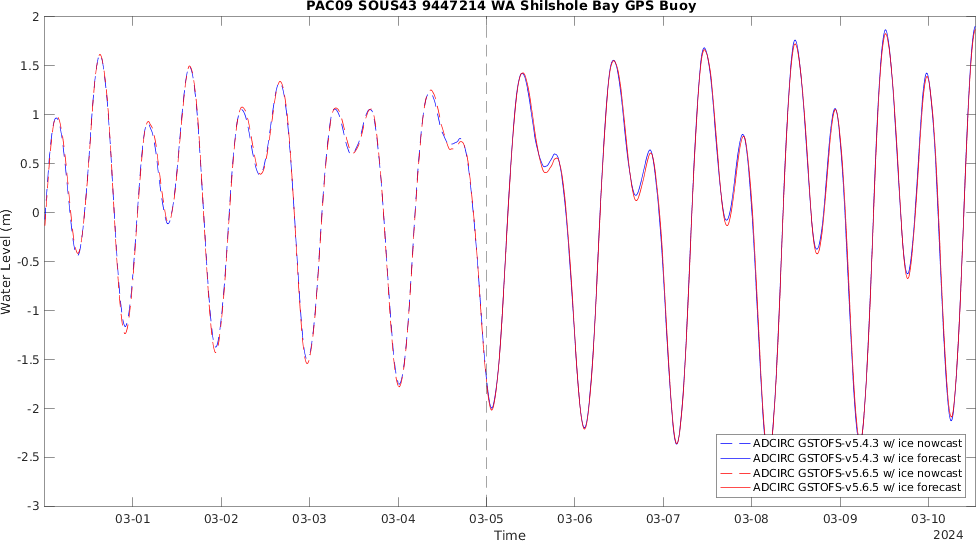 PAC09 SOUS43 9447214 WA Shilshole Bay GPS Buoy
2
1.5
1
0.5
0
-0.5
-1
-1.5
-2
-2.5
-3
Water Level (m)
ADCIRC GSTOFS-v5.4.3 w/ ice nowcast
ADCIRC GSTOFS-v5.4.3 w/ ice forecast
ADCIRC GSTOFS-v5.6.5 w/ ice nowcast
ADCIRC GSTOFS-v5.6.5 w/ ice forecast
03-01 03-02 03-03 03-04 03-05 03-06 03-07 03-08 03-09 03-10
Time
2024